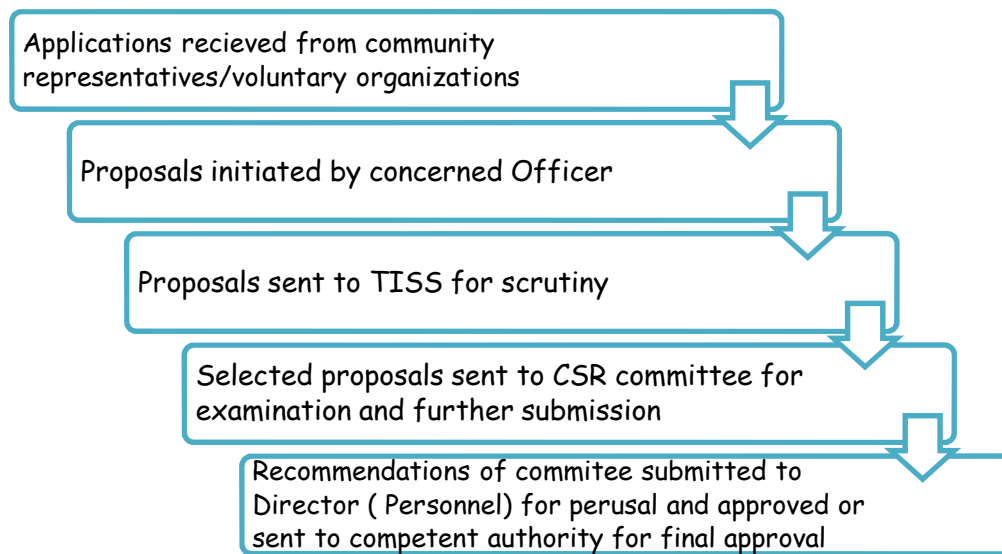 Applications recieved from community
representatives/voluntary organizations
Proposals initiated by concerned Officer
Proposals sent to TISS for scrutiny
Selected proposals sent to CSR committee for
examination and further submission
Recommendations of commitee submitted to
Director ( Personnel) for perusal and approved or
sent to competent authority for final approval